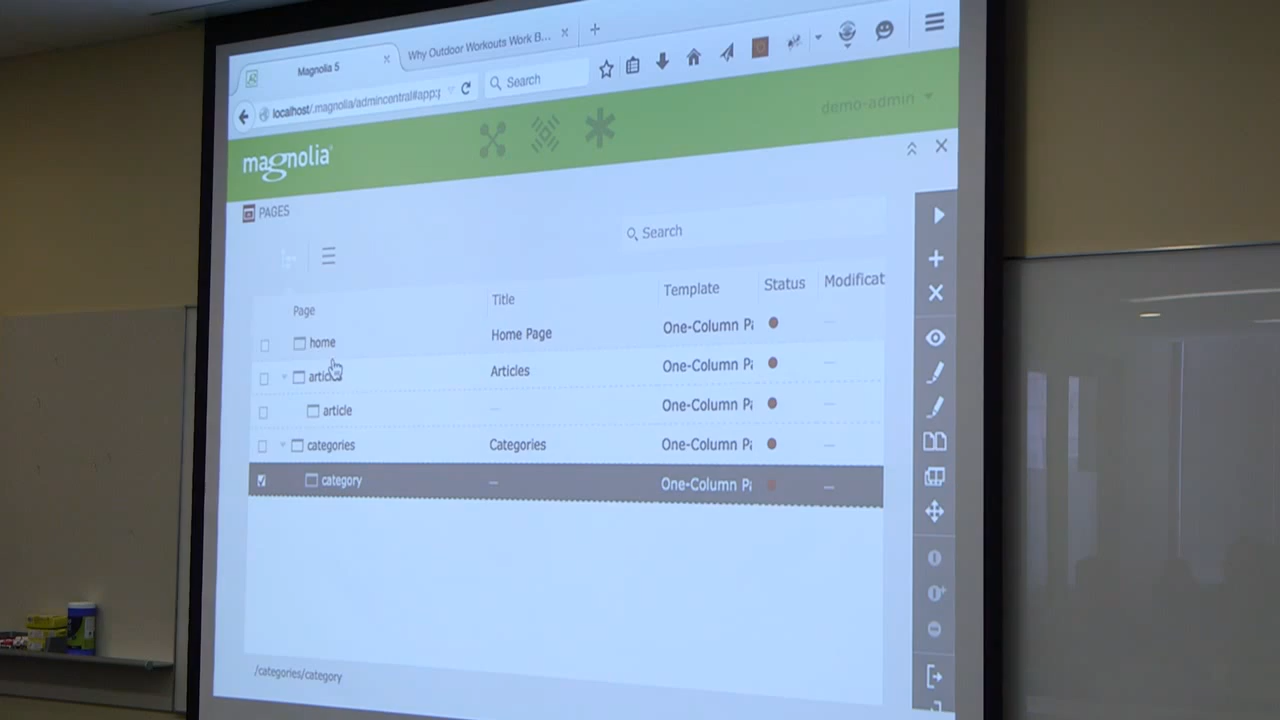 Magnolia 5
Why Outdoor Workouts Work B...
localhost/.magnolia/admincentral#app:p
Search
demo-admin
magnolia
PAGES
Search
Page Title Template Status Modificat
home Home Page One-Column Pa
articles Articles One-Column Pa
article — One-Column Pa
categories Categories One-Column Pa
category — One-Column Pa
/categories/category